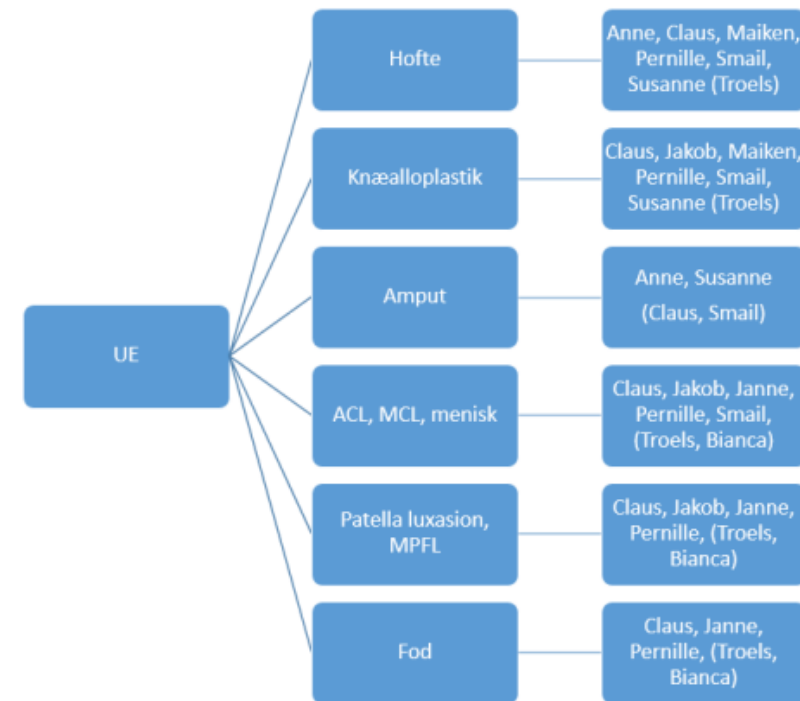 UE
Hofte
Anne, Claus, Maiken,
Pernille, Smail,
Susanne (Troels)
Knæalloplastik
Claus, Jakob, Maiken,
Pernille, Smail,
Susanne (Troels)
Amput
Anne, Susanne
(Claus, Smail)
ACL, MCL, menisk
Claus, Jakob, Janne,
Pernille, Smail,
(Troels, Bianca)
Patella luxasion,
MPFL
Claus, Jakob, Janne,
Pernille, (Troels,
Bianca)
Fod
Claus, Janne,
Pernille, (Troels,
Bianca)